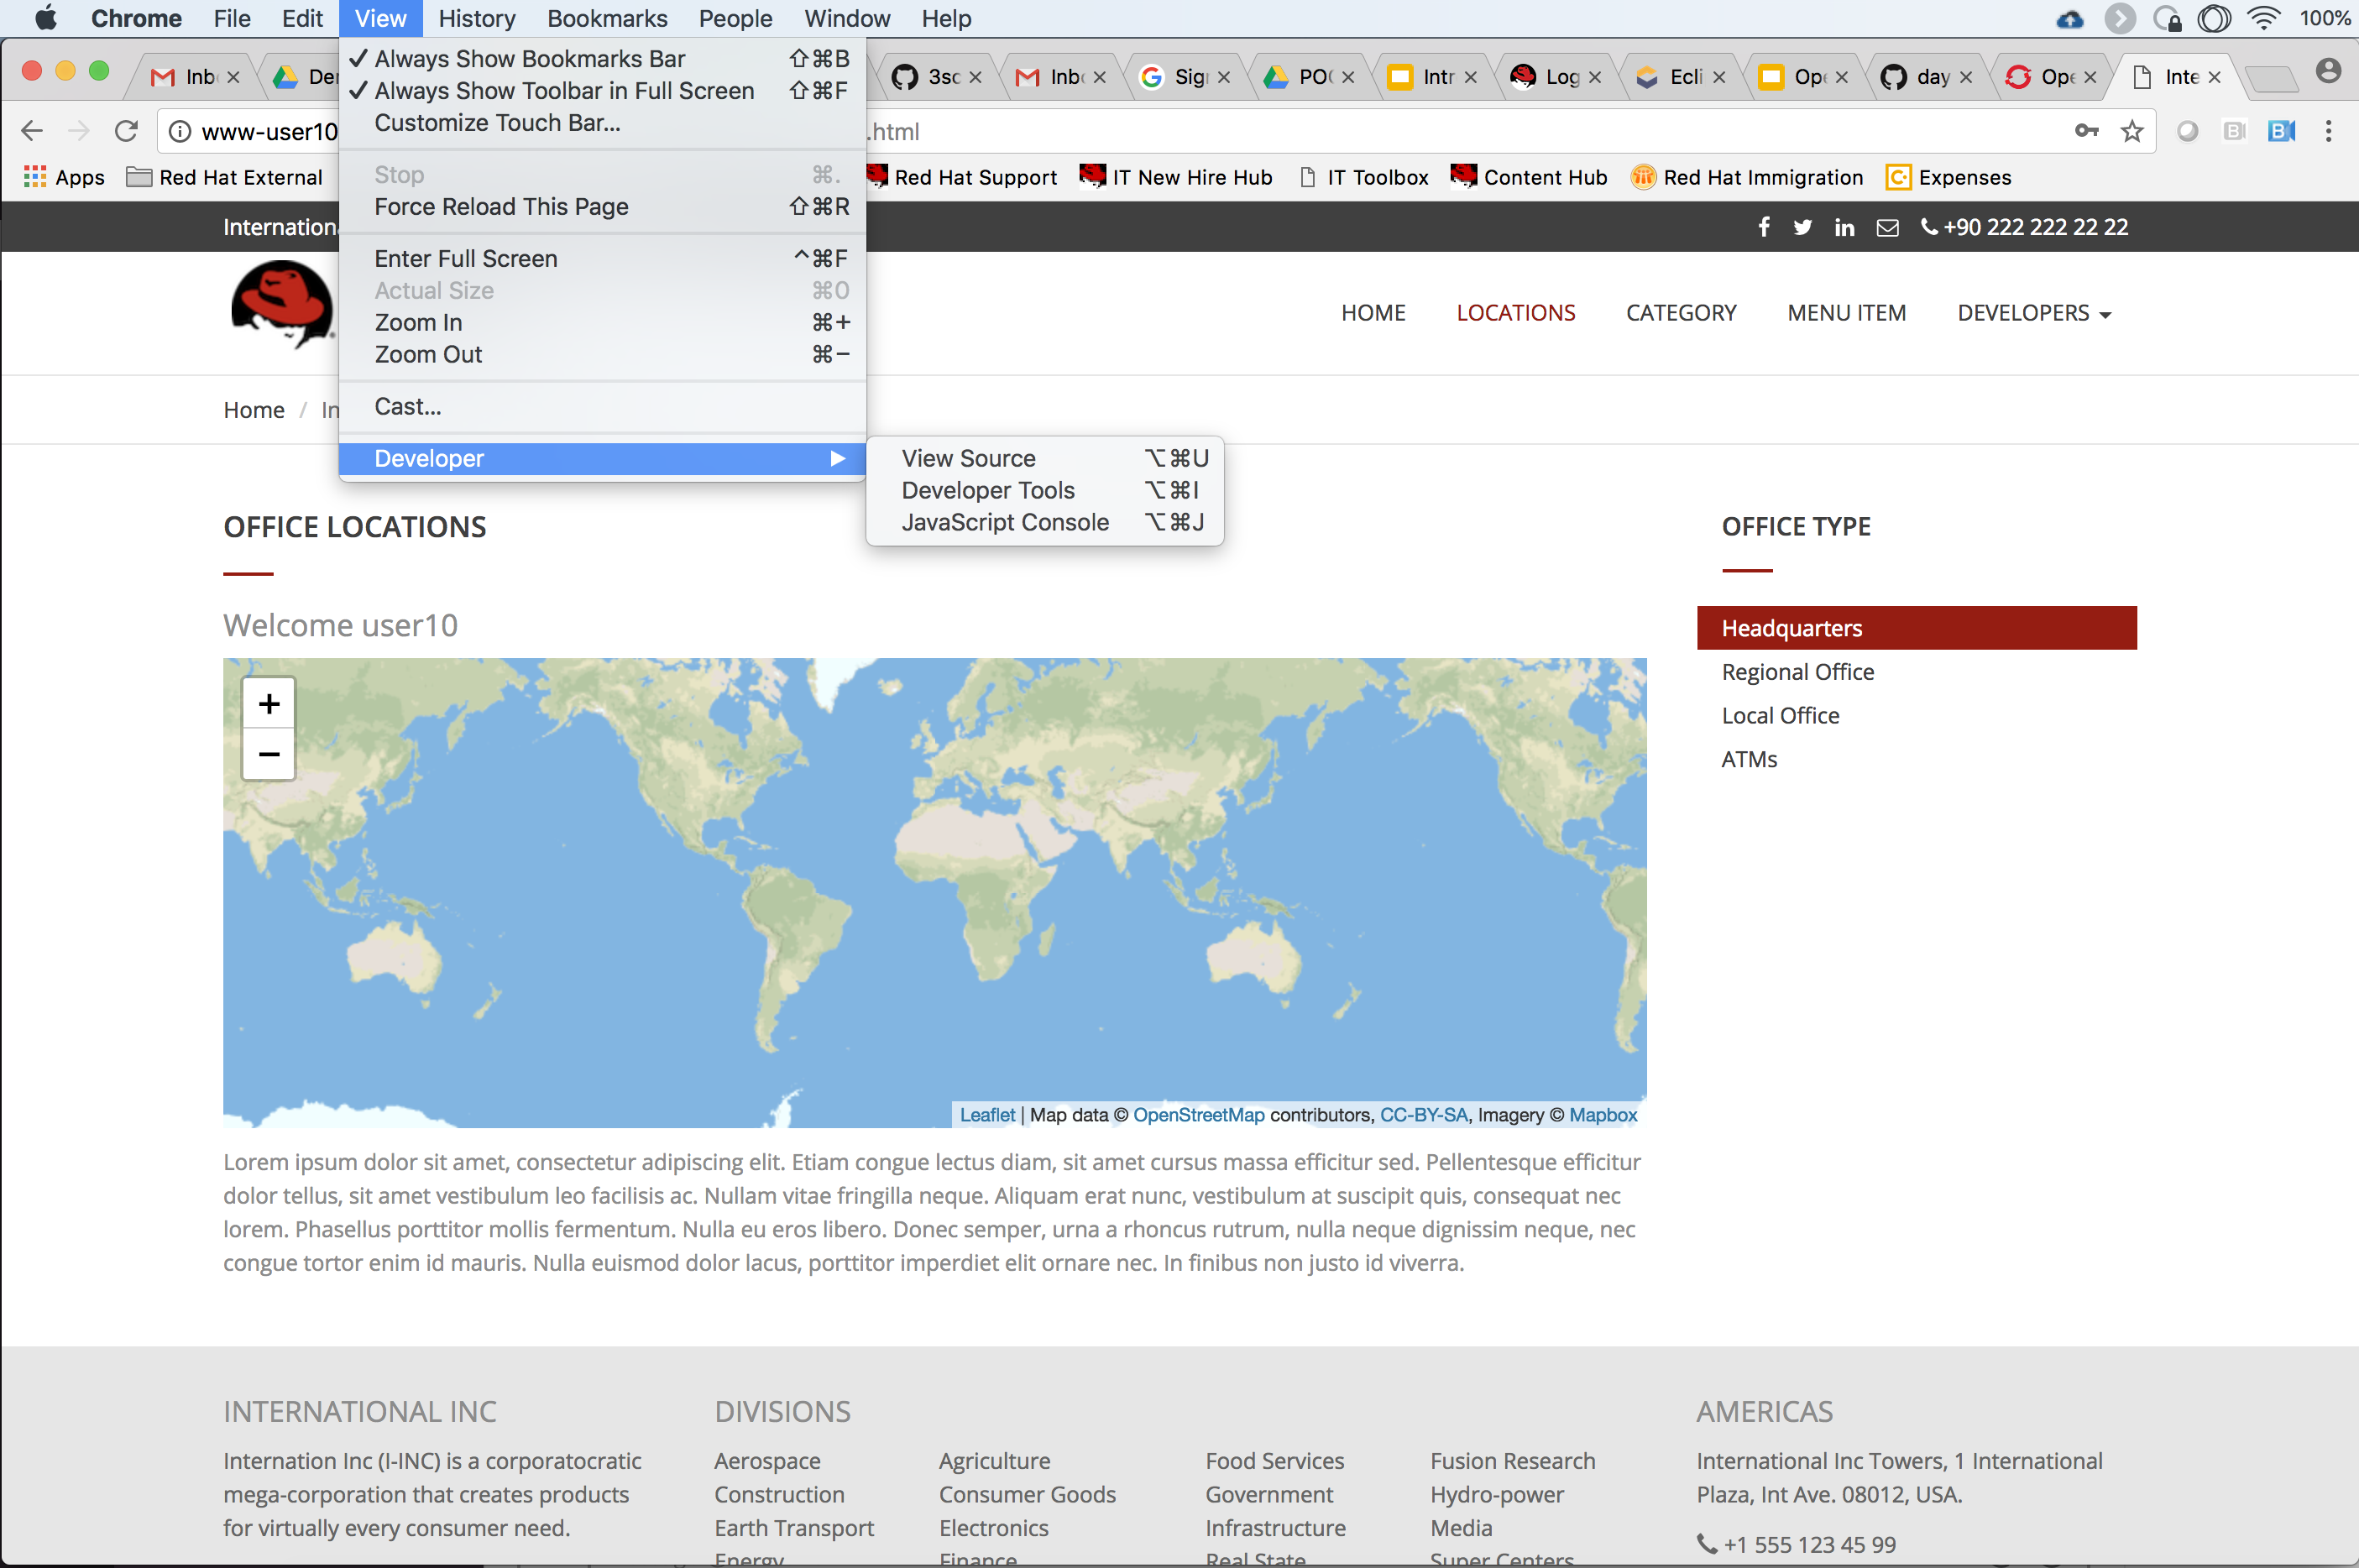 Chrome File Edit View History Bookmarks People Window Help 100%
Inb Der 3sc Inb Sig PO Intr Log Ecli Ope day Ope Inte
www-user10 .html
Apps Red Hat External Red Hat Support IT New Hire Hub IT Toolbox Content Hub Red Hat Immigration Expenses
✓ Always Show Bookmarks Bar ⇧⌘B
✓ Always Show Toolbar in Full Screen ⇧⌘F
Customize Touch Bar...
Stop ⌘.
Force Reload This Page ⇧⌘R
Enter Full Screen ^⌘F
Actual Size ⌘0
Zoom In ⌘+
Zoom Out ⌘−
Cast...
Developer ▶
View Source ⌥⌘U
Developer Tools ⌥⌘I
JavaScript Console ⌥⌘J
Internationa +90 222 222 22 22
HOME LOCATIONS CATEGORY MENU ITEM DEVELOPERS
Home / In
OFFICE LOCATIONS
Welcome user10
+
−
Leaflet | Map data © OpenStreetMap contributors, CC-BY-SA, Imagery © Mapbox
Lorem ipsum dolor sit amet, consectetur adipiscing elit. Etiam congue lectus diam, sit amet cursus massa efficitur sed. Pellentesque efficitur
dolor tellus, sit amet vestibulum leo facilisis ac. Nullam vitae fringilla neque. Aliquam erat nunc, vestibulum at suscipit quis, consequat nec
lorem. Phasellus porttitor mollis fermentum. Nulla eu eros libero. Donec semper, urna a rhoncus rutrum, nulla neque dignissim neque, nec
congue tortor enim id mauris. Nulla euismod dolor lacus, porttitor imperdiet elit ornare nec. In finibus non justo id viverra.
OFFICE TYPE
Headquarters
Regional Office
Local Office
ATMs
INTERNATIONAL INC
Internation Inc (I-INC) is a corporatocratic
mega-corporation that creates products
for virtually every consumer need.
DIVISIONS
Aerospace Agriculture Food Services Fusion Research
Construction Consumer Goods Government Hydro-power
Earth Transport Electronics Infrastructure Media
Energy Finance Real State Super Centers
AMERICAS
International Inc Towers, 1 International
Plaza, Int Ave. 08012, USA.
+1 555 123 45 99